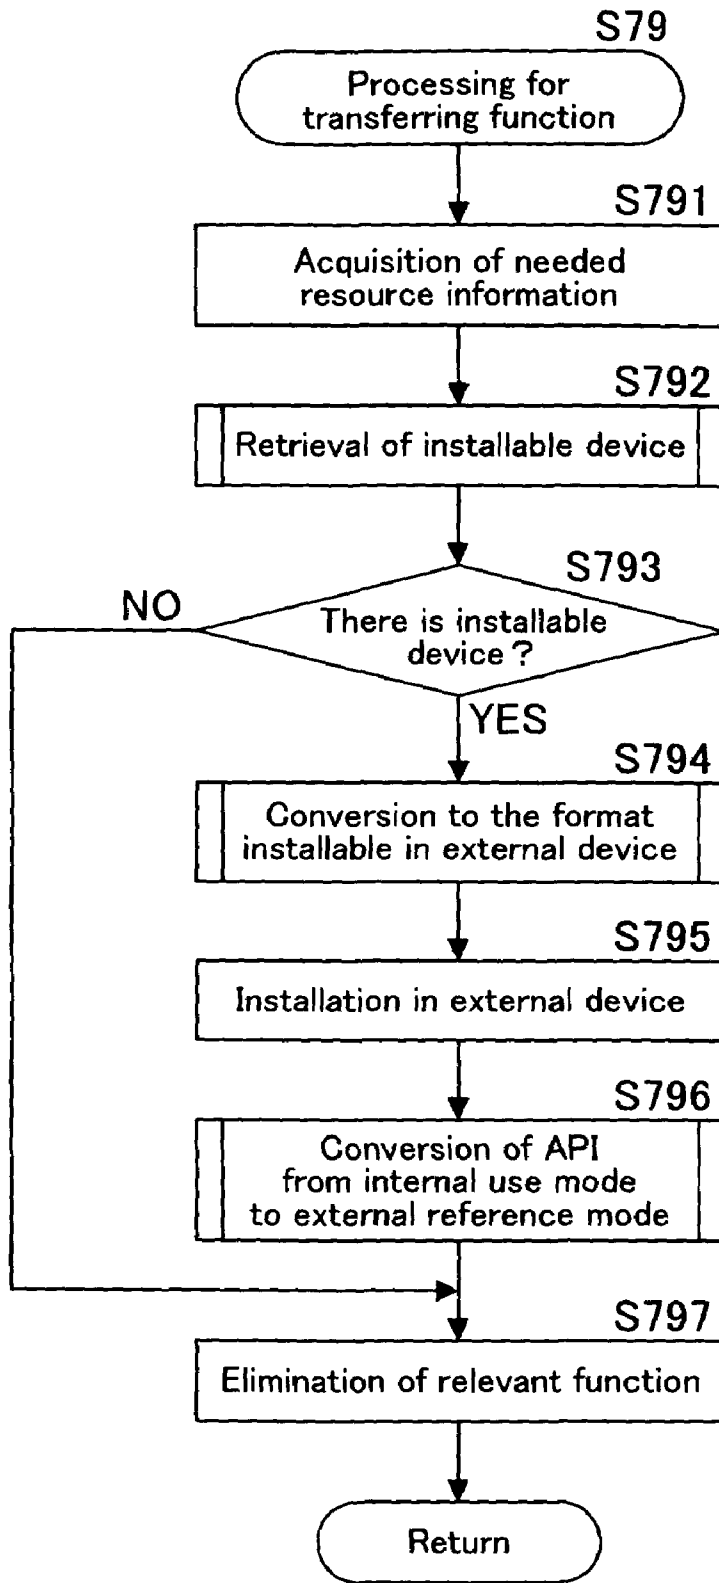 S79
Processing for
transferring function
S791
Acquisition of needed
resource information
S792
Retrieval of installable device
S793
NO
There is installable
device?
YES
S794
Conversion to the format
installable in external device
S795
Installation in external device
S796
Conversion of API
from internal use mode
to external reference mode
S797
Elimination of relevant function
Return